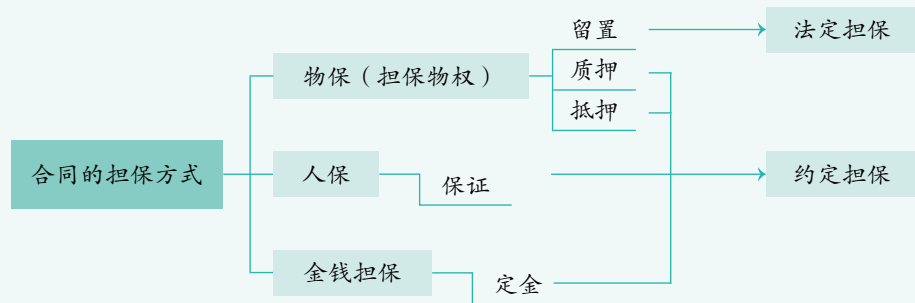 留置
法定担保
物保（担保物权）
质押
抵押
合同的担保方式
人保
保证
约定担保
金钱担保
定金